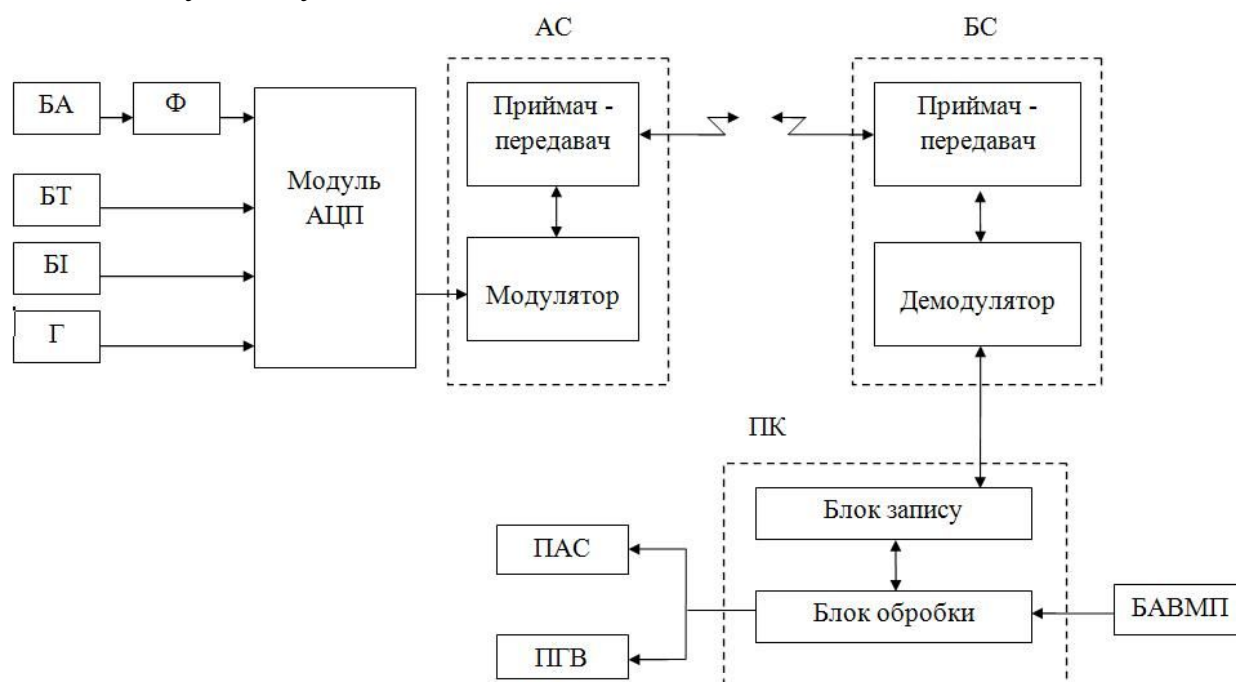 АС
БС
БА
Ф
Приймач -
передавач
Приймач -
передавач
Модуль
АЦП
БТ
БІ
Г
Модулятор
Демодулятор
ПК
Блок запису
ПАС
Блок обробки
БАВМП
ПГВ